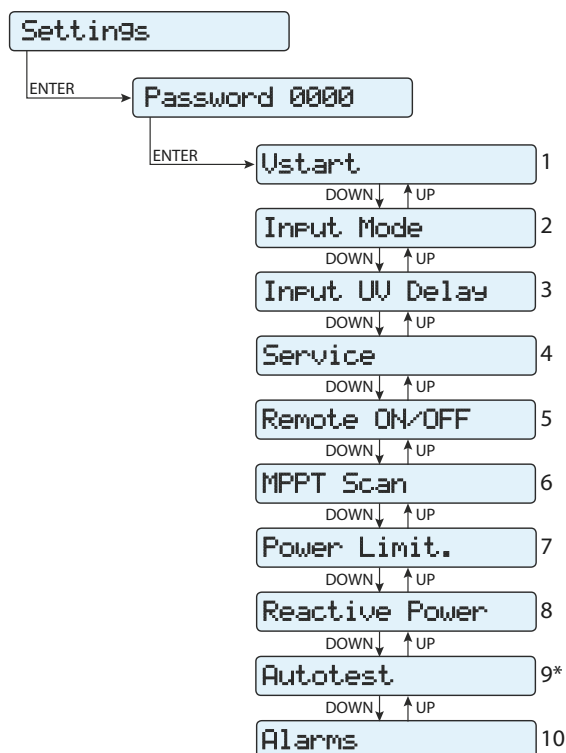 Settings
ENTER
Password 0000
ENTER
Vstart 1
DOWN UP
Input Mode 2
DOWN UP
Input UV Delay 3
DOWN UP
Service 4
DOWN UP
Remote ON/OFF 5
DOWN UP
MPPT Scan 6
DOWN UP
Power Limit. 7
DOWN UP
Reactive Power 8
DOWN UP
Autotest 9*
DOWN UP
Alarms 10